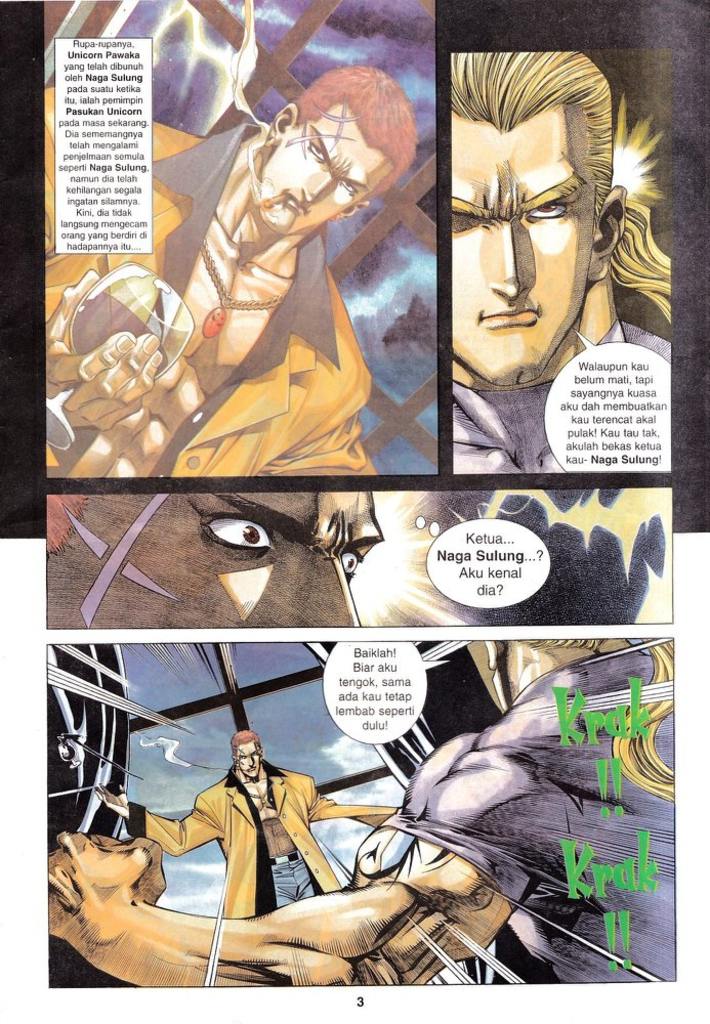 Rupa-rupanya,
Unicorn Pawaka
yang telah dibunuh
oleh Naga Sulung
pada suatu ketika
itu, ialah pemimpin
Pasukan Unicorn
pada masa sekarang.
Dia sememangnya
telah mengalami
penjelmaan semula
seperti Naga Sulung,
namun dia telah
kehilangan segala
ingatan silamnya.
Kini, dia tidak
langsung mengecam
orang yang berdiri di
hadapannya itu....
Walaupun kau
belum mati, tapi
sayangnya kuasa
aku dah membuatkan
kau terencat akal
pulak! Kau tau tak,
akulah bekas ketua
kau- Naga Sulung!
Ketua...
Naga Sulung...?
Aku kenal
dia?
Baiklah!
Biar aku
tengok, sama
ada kau tetap
lembab seperti
dulu!
Krak
!!
Krak
!!
3